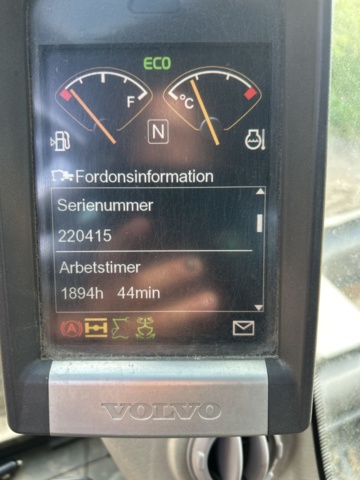 ECO
F
°C
N
Fordonsinformation
Serienummer
220415
Arbetstimer
1894h 44min
VOLVO